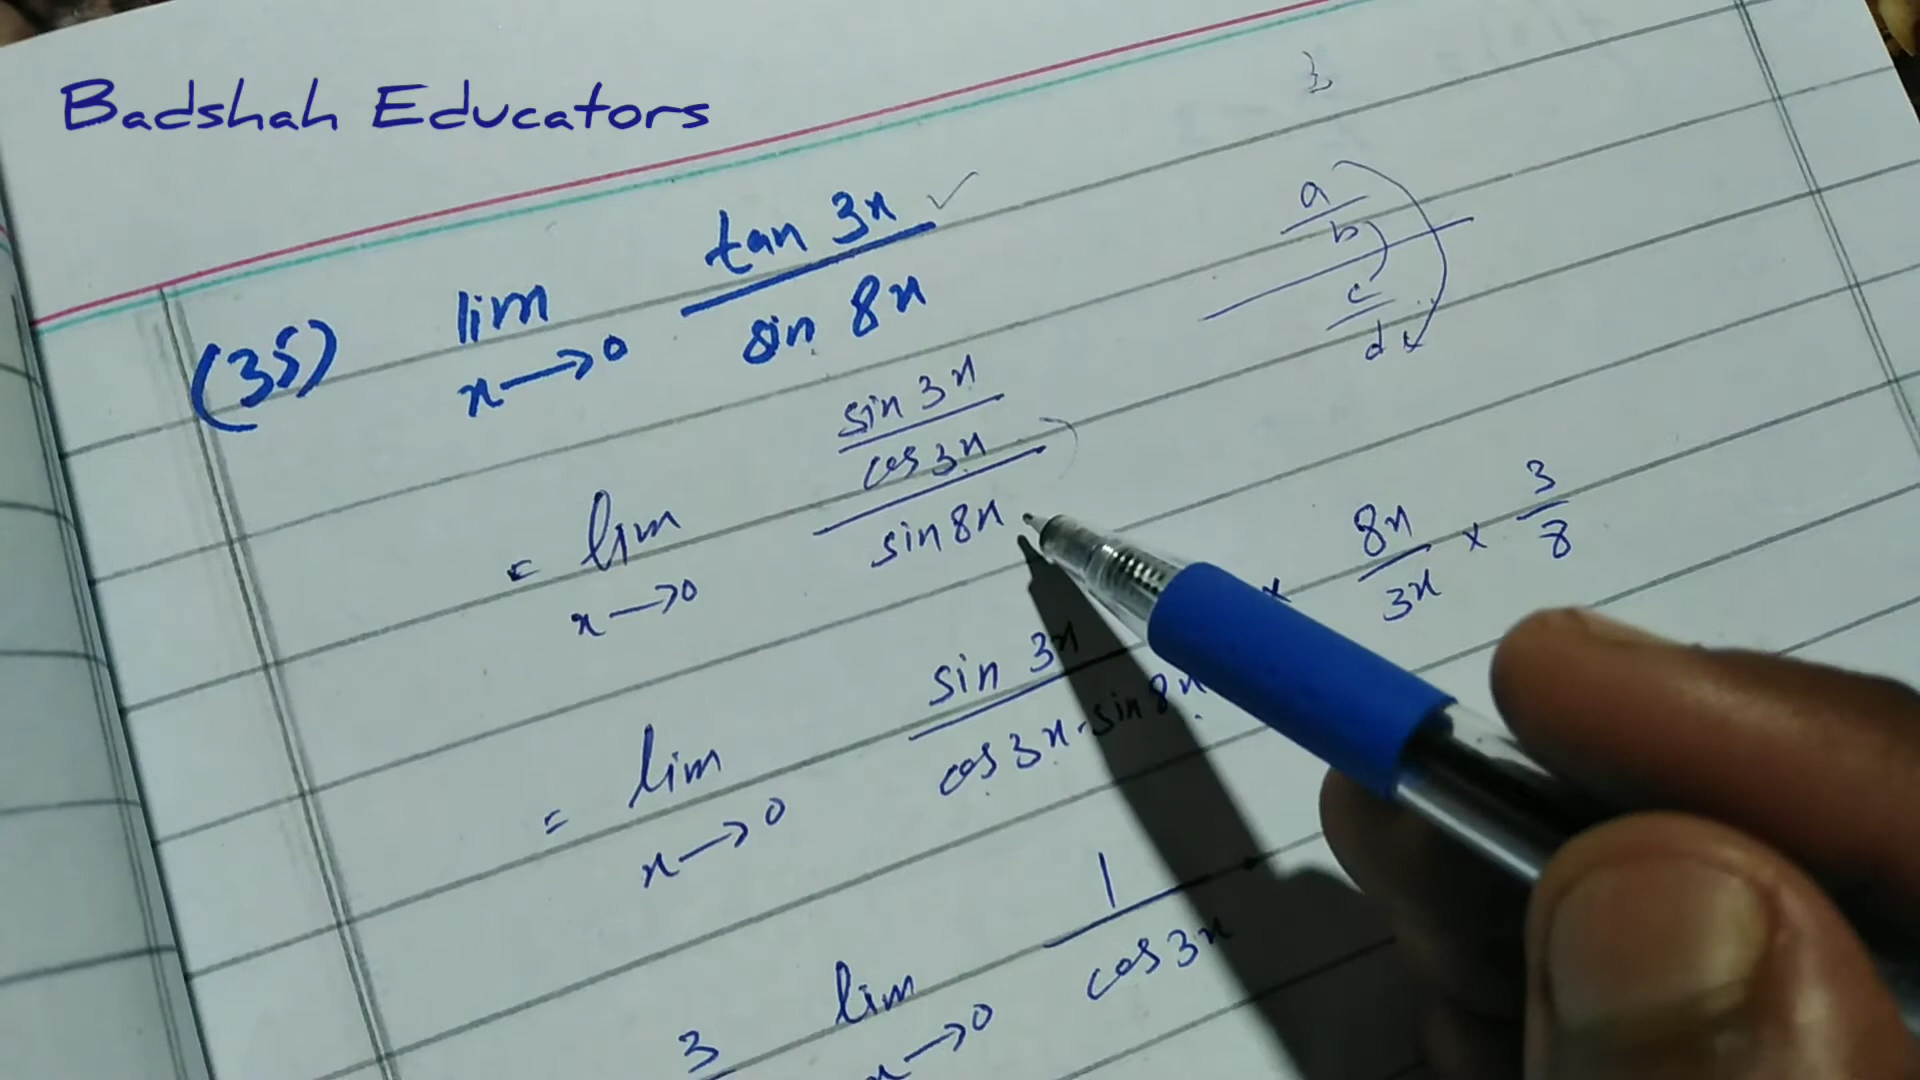 Badshah Educators
(35) lim x→0 tan 3x / sin 8x ✓
a/b / c/d
= lim x→0 sin 3x / cos 3x / sin 8x
= lim x→0 sin 3x / cos 3x · sin 8x × 8x / 3x × 3 / 8
3 lim x→0 1 / cos 3x